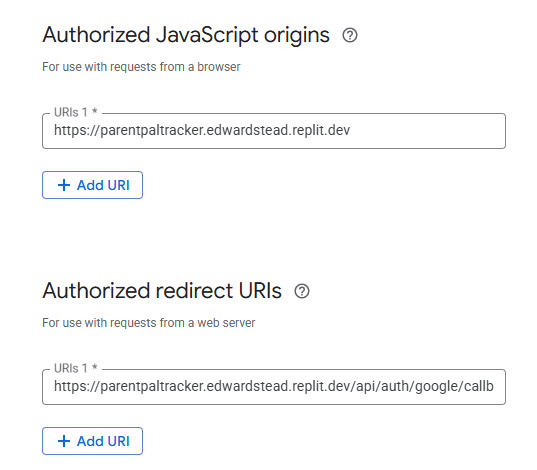 Authorized JavaScript origins
For use with requests from a browser
URIs 1 *
https://parentpaltracker.edwardstead.replit.dev
+ Add URI
Authorized redirect URIs
For use with requests from a web server
URIs 1 *
https://parentpaltracker.edwardstead.replit.dev/api/auth/google/callb
+ Add URI